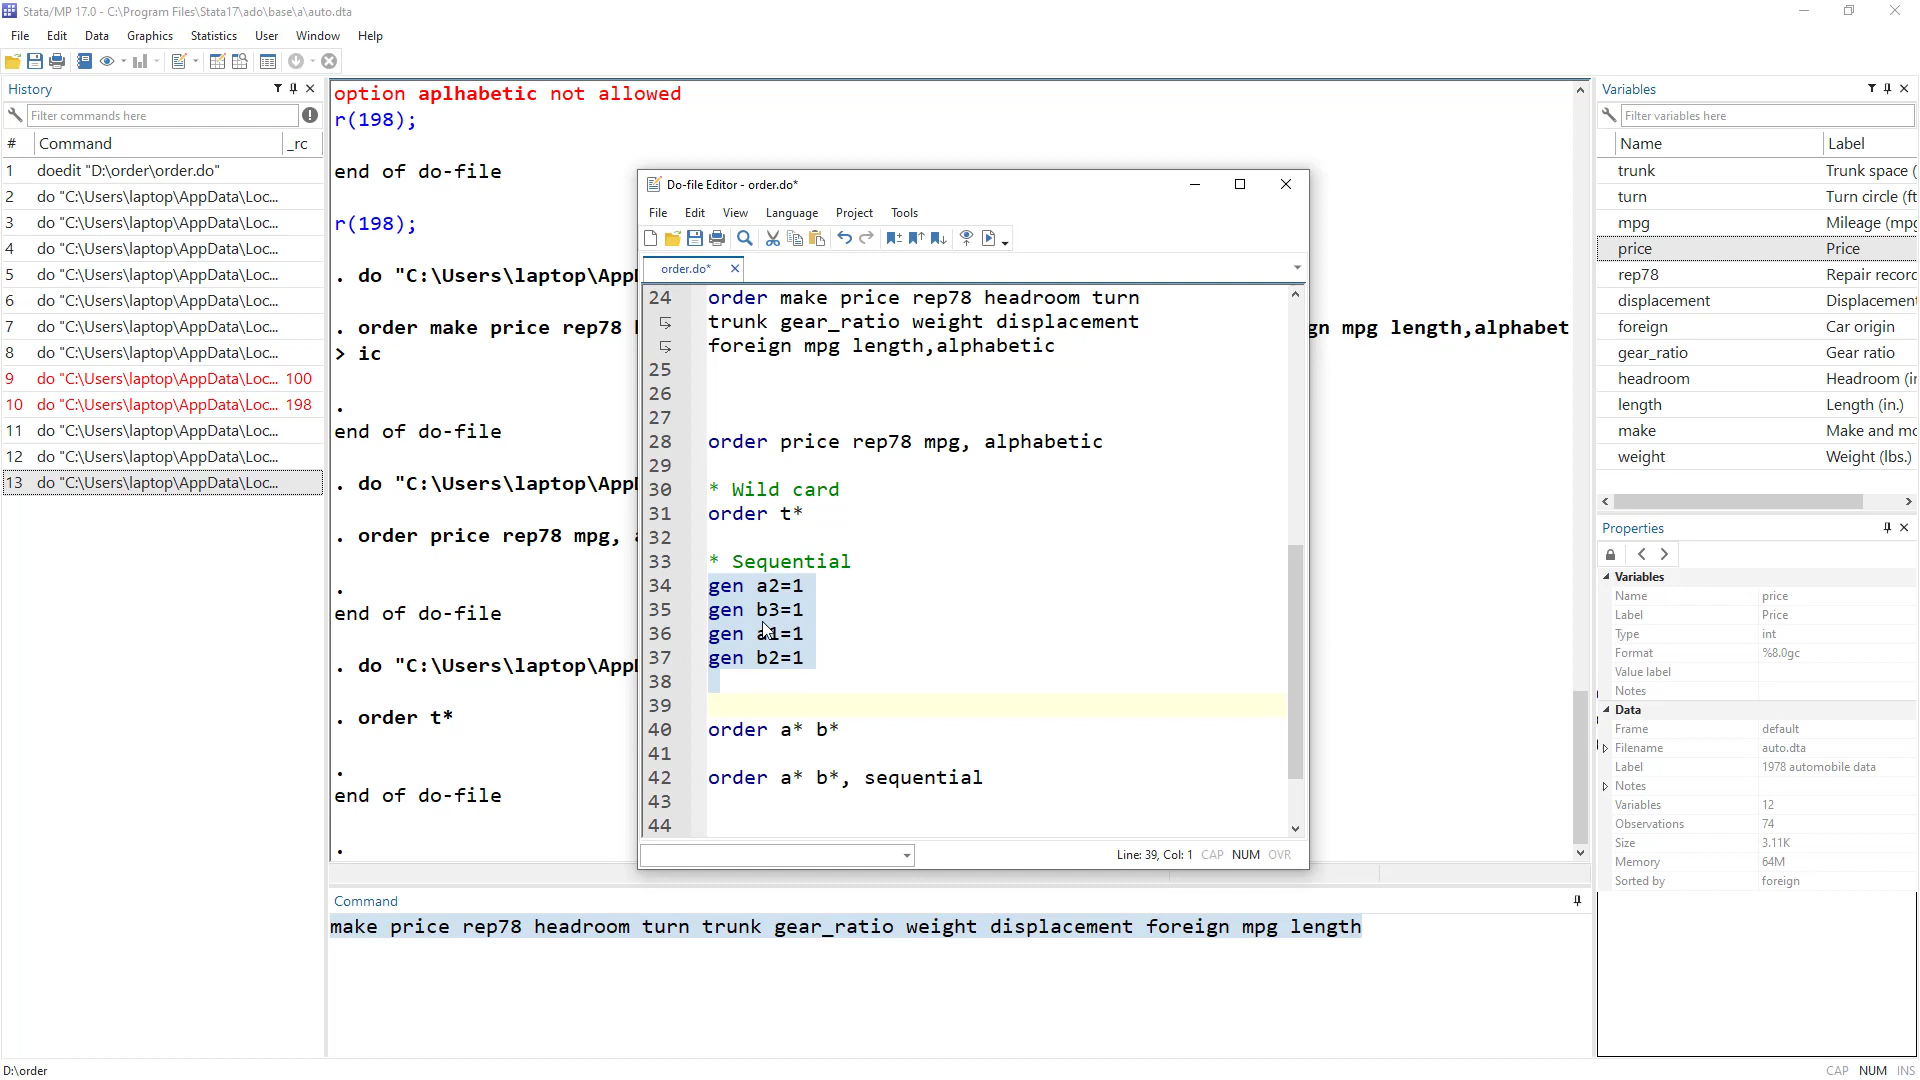 Stata/MP 17.0 - C:\Program Files\Stata17\ado\base\a\auto.dta
File Edit Data Graphics Statistics User Window Help
History
Filter commands here
# Command _rc
1 doedit "D:\order\order.do"
2 do "C:\Users\laptop\AppData\Loc...
3 do "C:\Users\laptop\AppData\Loc...
4 do "C:\Users\laptop\AppData\Loc...
5 do "C:\Users\laptop\AppData\Loc...
6 do "C:\Users\laptop\AppData\Loc...
7 do "C:\Users\laptop\AppData\Loc...
8 do "C:\Users\laptop\AppData\Loc...
9 do "C:\Users\laptop\AppData\Loc... 100
10 do "C:\Users\laptop\AppData\Loc... 198
11 do "C:\Users\laptop\AppData\Loc...
12 do "C:\Users\laptop\AppData\Loc...
13 do "C:\Users\laptop\AppData\Loc...
option aplhabetic not allowed
r(198);
end of do-file
r(198);
. do "C:\Users\laptop\AppD
. order make price rep78 gn mpg length,alphabet
> ic
.
end of do-file
. do "C:\Users\laptop\AppD
. order price rep78 mpg,
.
end of do-file
. do "C:\Users\laptop\AppD
. order t*
.
end of do-file
.
Do-file Editor - order.do*
File Edit View Language Project Tools
order.do*
24 order make price rep78 headroom turn
trunk gear_ratio weight displacement
foreign mpg length,alphabetic
25
26
27
28 order price rep78 mpg, alphabetic
29
30 * Wild card
31 order t*
32
33 * Sequential
34 gen a2=1
35 gen b3=1
36 gen a1=1
37 gen b2=1
38
39
40 order a* b*
41
42 order a* b*, sequential
43
44
Line: 39, Col: 1 CAP NUM OVR
Command
make price rep78 headroom turn trunk gear_ratio weight displacement foreign mpg length
Variables
Filter variables here
Name Label
trunk Trunk space (
turn Turn circle (ft
mpg Mileage (mpg
price Price
rep78 Repair record
displacement Displacement
foreign Car origin
gear_ratio Gear ratio
headroom Headroom (in
length Length (in.)
make Make and mo
weight Weight (lbs.)
Properties
Variables
Name price
Label Price
Type int
Format %8.0gc
Value label
Notes
Data
Frame default
Filename auto.dta
Label 1978 automobile data
Notes
Variables 12
Observations 74
Size 3.11K
Memory 64M
Sorted by foreign
D:\order
CAP NUM INS